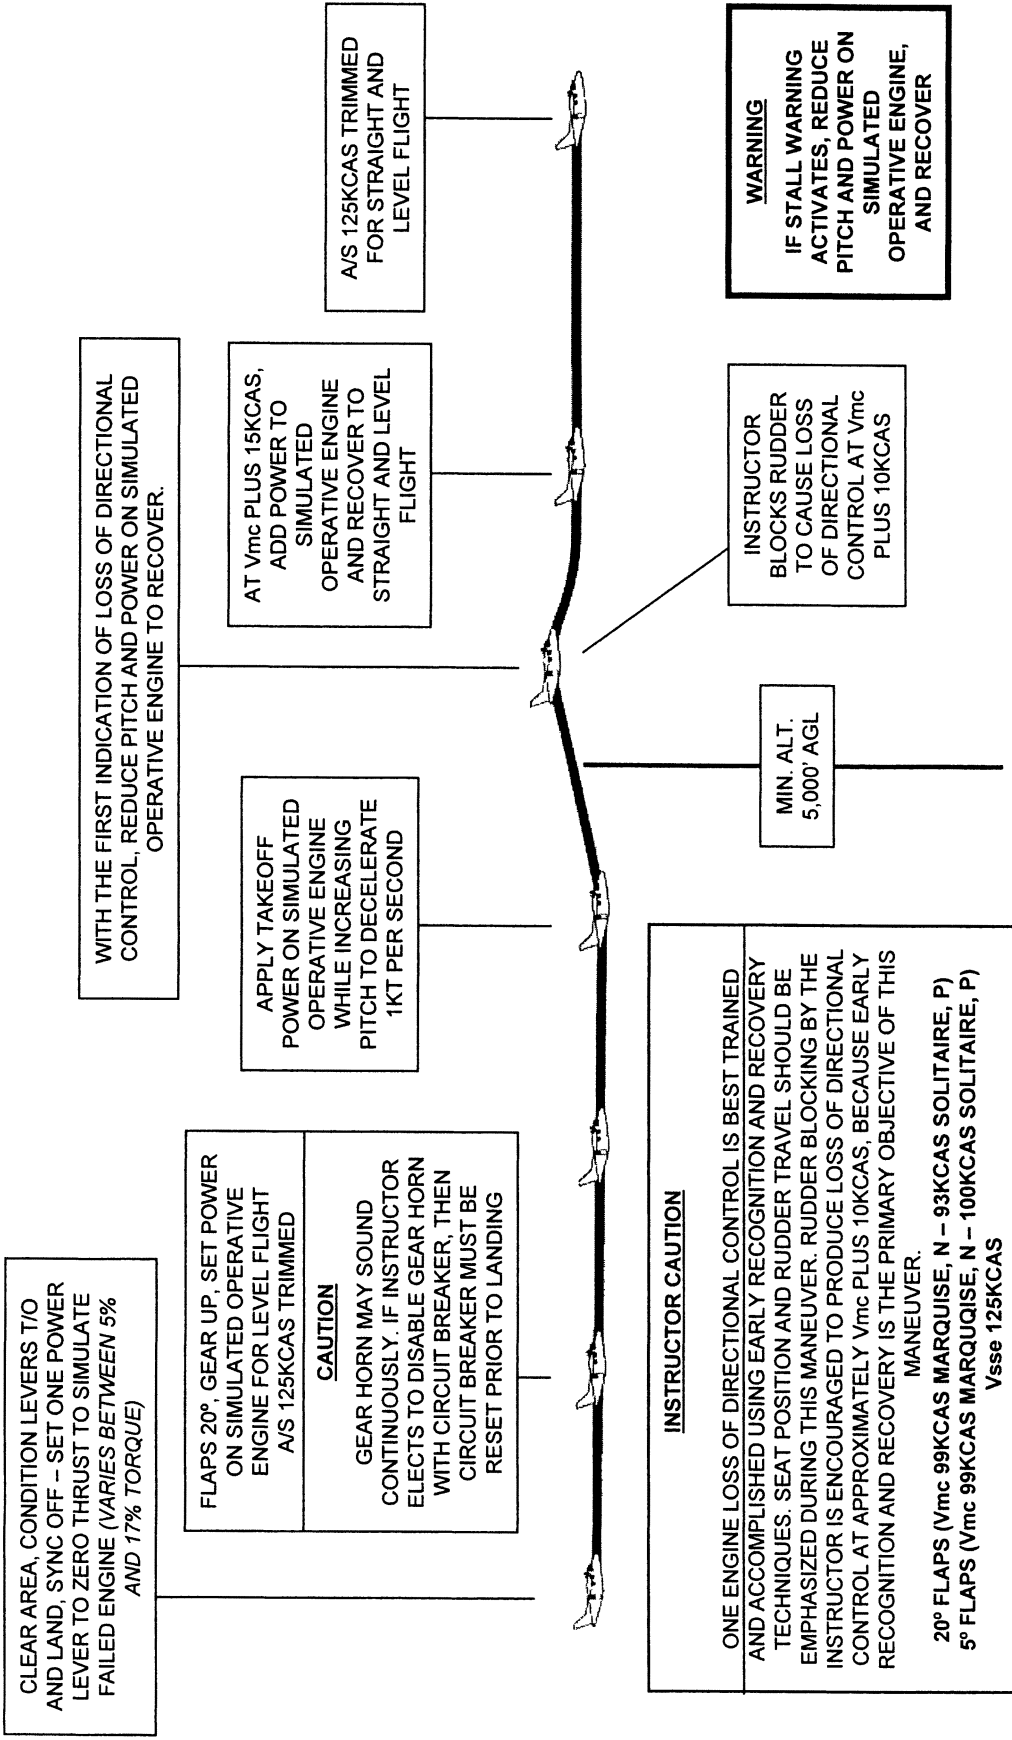 CLEAR AREA, CONDITION LEVERS T/O
AND LAND, SYNC OFF – SET ONE POWER
LEVER TO ZERO THRUST TO SIMULATE
FAILED ENGINE (VARIES BETWEEN 5%
AND 17% TORQUE)
FLAPS 20º, GEAR UP, SET POWER
ON SIMULATED OPERATIVE
ENGINE FOR LEVEL FLIGHT
A/S 125KCAS TRIMMED
CAUTION
GEAR HORN MAY SOUND
CONTINUOUSLY. IF INSTRUCTOR
ELECTS TO DISABLE GEAR HORN
WITH CIRCUIT BREAKER, THEN
CIRCUIT BREAKER MUST BE
RESET PRIOR TO LANDING
APPLY TAKEOFF
POWER ON SIMULATED
OPERATIVE ENGINE
WHILE INCREASING
PITCH TO DECELERATE
1KT PER SECOND
WITH THE FIRST INDICATION OF LOSS OF DIRECTIONAL
CONTROL, REDUCE PITCH AND POWER ON SIMULATED
OPERATIVE ENGINE TO RECOVER.
AT Vmc PLUS 15KCAS,
ADD POWER TO
SIMULATED
OPERATIVE ENGINE
AND RECOVER TO
STRAIGHT AND LEVEL
FLIGHT
A/S 125KCAS TRIMMED
FOR STRAIGHT AND
LEVEL FLIGHT
INSTRUCTOR CAUTION
ONE ENGINE LOSS OF DIRECTIONAL CONTROL IS BEST TRAINED
AND ACCOMPLISHED USING EARLY RECOGNITION AND RECOVERY
TECHNIQUES. SEAT POSITION AND RUDDER TRAVEL SHOULD BE
EMPHASIZED DURING THIS MANEUVER. RUDDER BLOCKING BY THE
INSTRUCTOR IS ENCOURAGED TO PRODUCE LOSS OF DIRECTIONAL
CONTROL AT APPROXIMATELY Vmc PLUS 10KCAS, BECAUSE EARLY
RECOGNITION AND RECOVERY IS THE PRIMARY OBJECTIVE OF THIS
MANEUVER.
20º FLAPS (Vmc 99KCAS MARQUISE, N – 93KCAS SOLITAIRE, P)
5º FLAPS (Vmc 99KCAS MARUQISE, N – 100KCAS SOLITAIRE, P)
Vsse 125KCAS
MIN. ALT.
5,000' AGL
INSTRUCTOR
BLOCKS RUDDER
TO CAUSE LOSS
OF DIRECTIONAL
CONTROL AT Vmc
PLUS 10KCAS
WARNING
IF STALL WARNING
ACTIVATES, REDUCE
PITCH AND POWER ON
SIMULATED
OPERATIVE ENGINE,
AND RECOVER